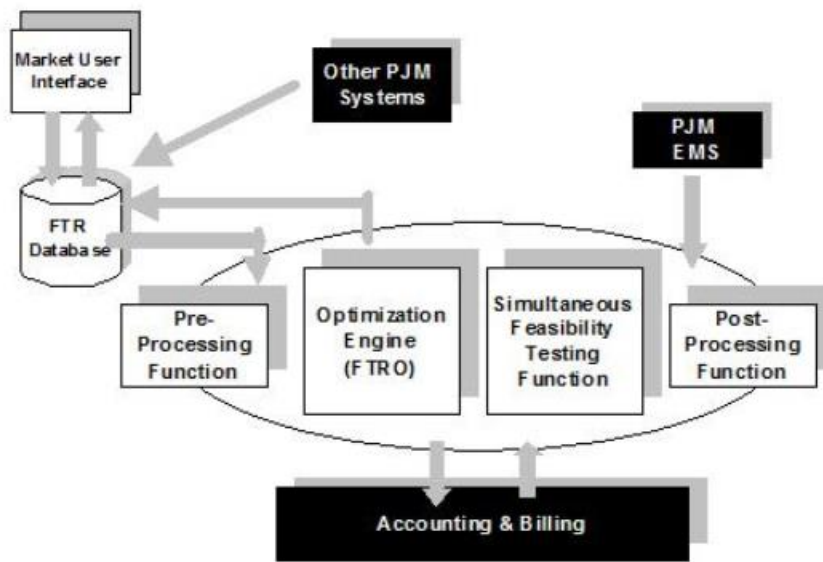 Market User
Interface
Other PJM
Systems
PJM
EMS
FTR
Database
Pre-
Processing
Function
Optimization
Engine
(FTRO)
Simultaneous
Feasibility
Testing
Function
Post-
Processing
Function
Accounting & Billing